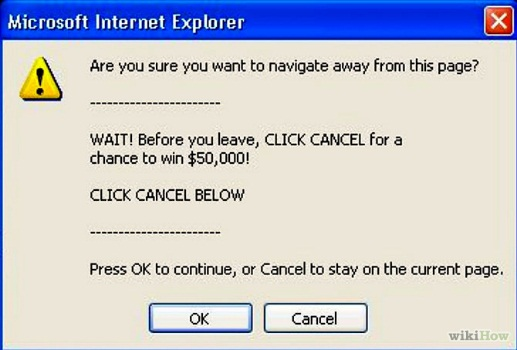 Microsoft Internet Explorer
Are you sure you want to navigate away from this page?
-----------------------
WAIT! Before you leave, CLICK CANCEL for a
chance to win $50,000!
CLICK CANCEL BELOW
-----------------------
Press OK to continue, or Cancel to stay on the current page.
OK Cancel
wikiHow